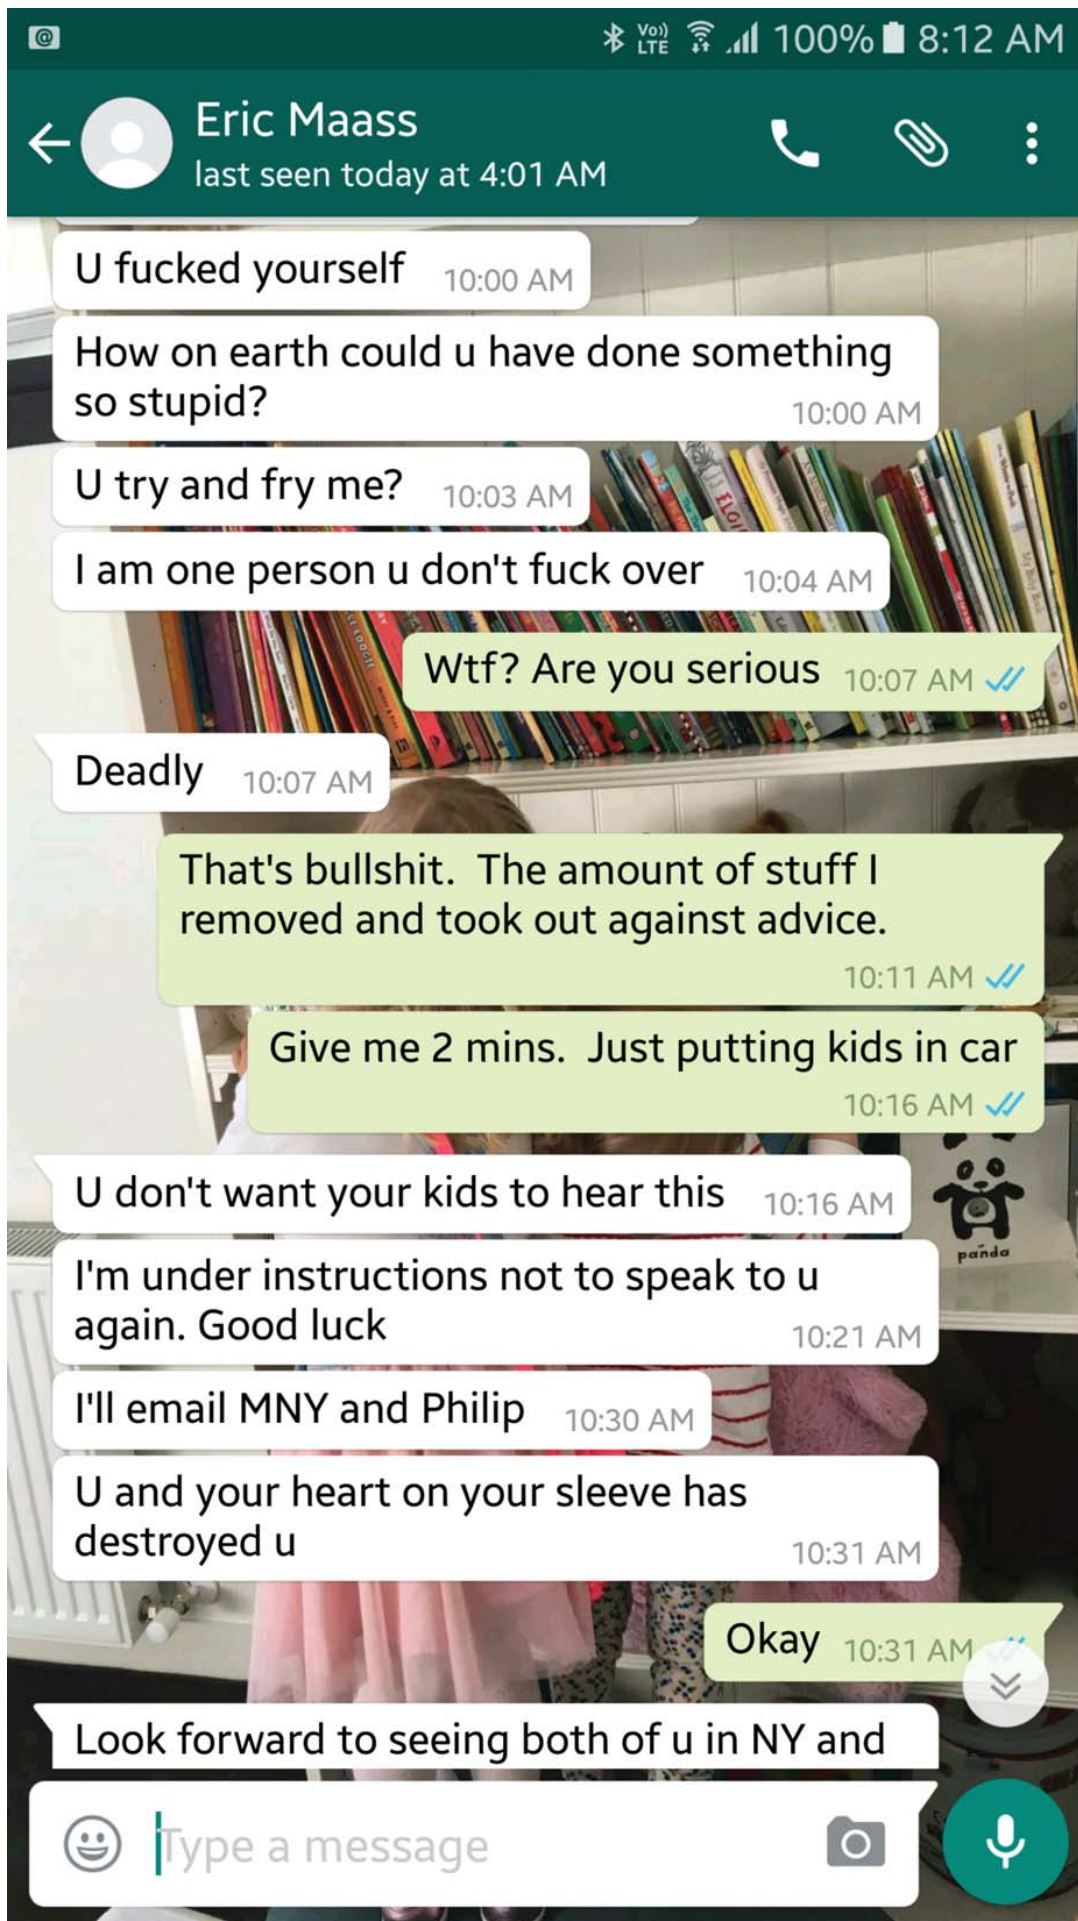 @ Vo)) LTE 100% 8:12 AM
Eric Maass
last seen today at 4:01 AM
U fucked yourself 10:00 AM
How on earth could u have done something
so stupid? 10:00 AM
U try and fry me? 10:03 AM
I am one person u don't fuck over 10:04 AM
Wtf? Are you serious 10:07 AM
Deadly 10:07 AM
That's bullshit.  The amount of stuff I
removed and took out against advice.
10:11 AM
Give me 2 mins.  Just putting kids in car
10:16 AM
U don't want your kids to hear this 10:16 AM
panda
I'm under instructions not to speak to u
again. Good luck 10:21 AM
I'll email MNY and Philip 10:30 AM
U and your heart on your sleeve has
destroyed u 10:31 AM
Okay 10:31 AM
Look forward to seeing both of u in NY and
Type a message